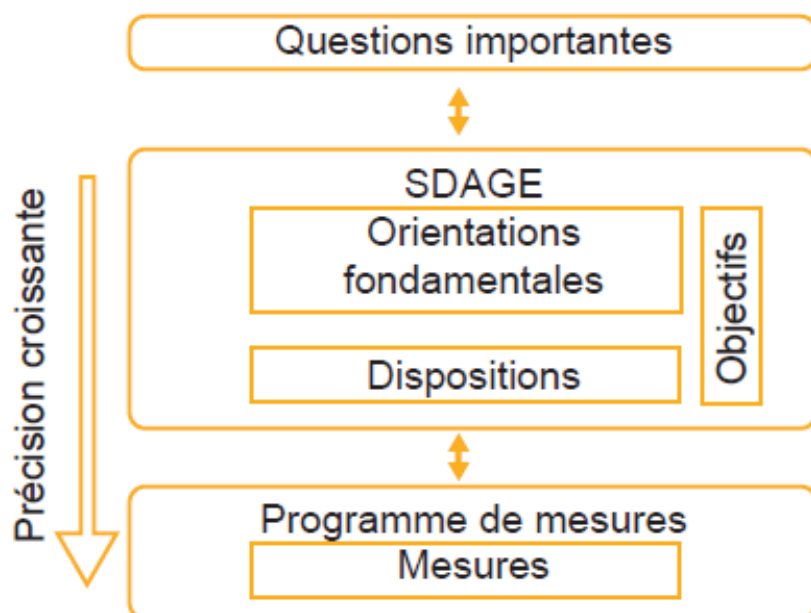 Questions importantes
SDAGE
Orientations
fondamentales
Dispositions
Objectifs
Programme de mesures
Mesures
Précision croissante